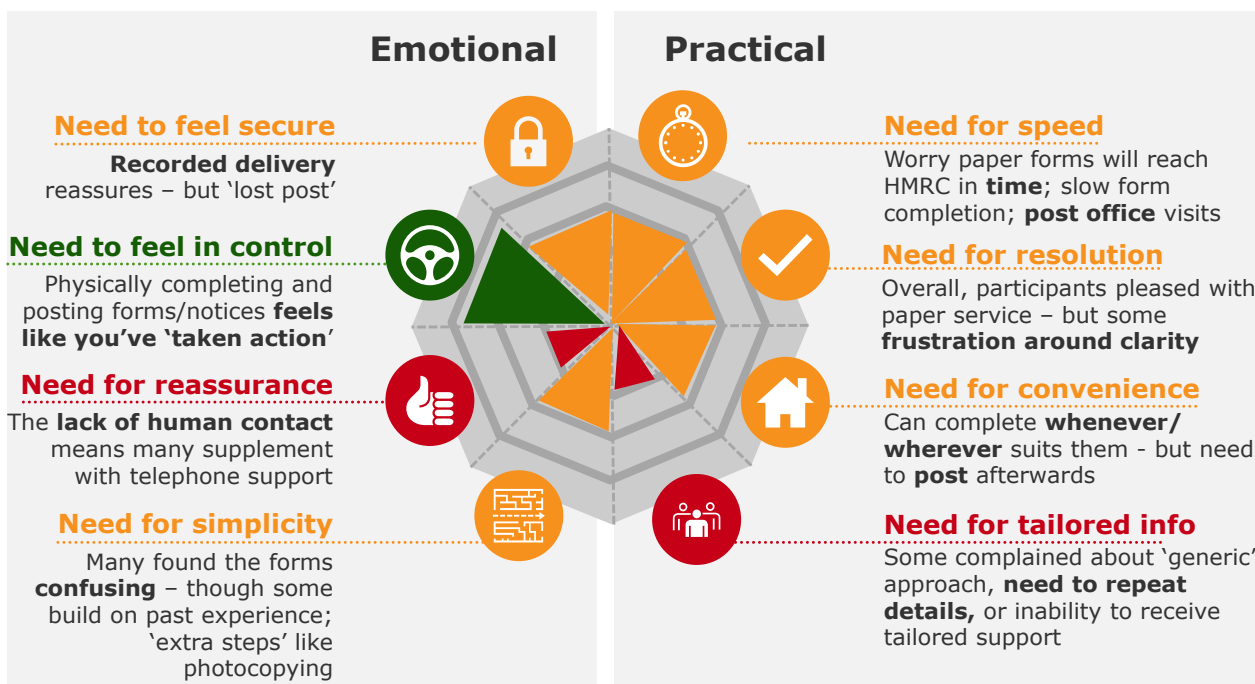 Emotional
Need to feel secure
Recorded delivery
reassures – but ‘lost post’
Need to feel in control
Physically completing and
posting forms/notices feels
like you’ve ‘taken action’
Need for reassurance
The lack of human contact
means many supplement
with telephone support
Need for simplicity
Many found the forms
confusing – though some
build on past experience;
‘extra steps’ like
photocopying
Practical
Need for speed
Worry paper forms will reach
HMRC in time; slow form
completion; post office visits
Need for resolution
Overall, participants pleased with
paper service – but some
frustration around clarity
Need for convenience
Can complete whenever/
wherever suits them - but need
to post afterwards
Need for tailored info
Some complained about ‘generic’
approach, need to repeat
details, or inability to receive
tailored support